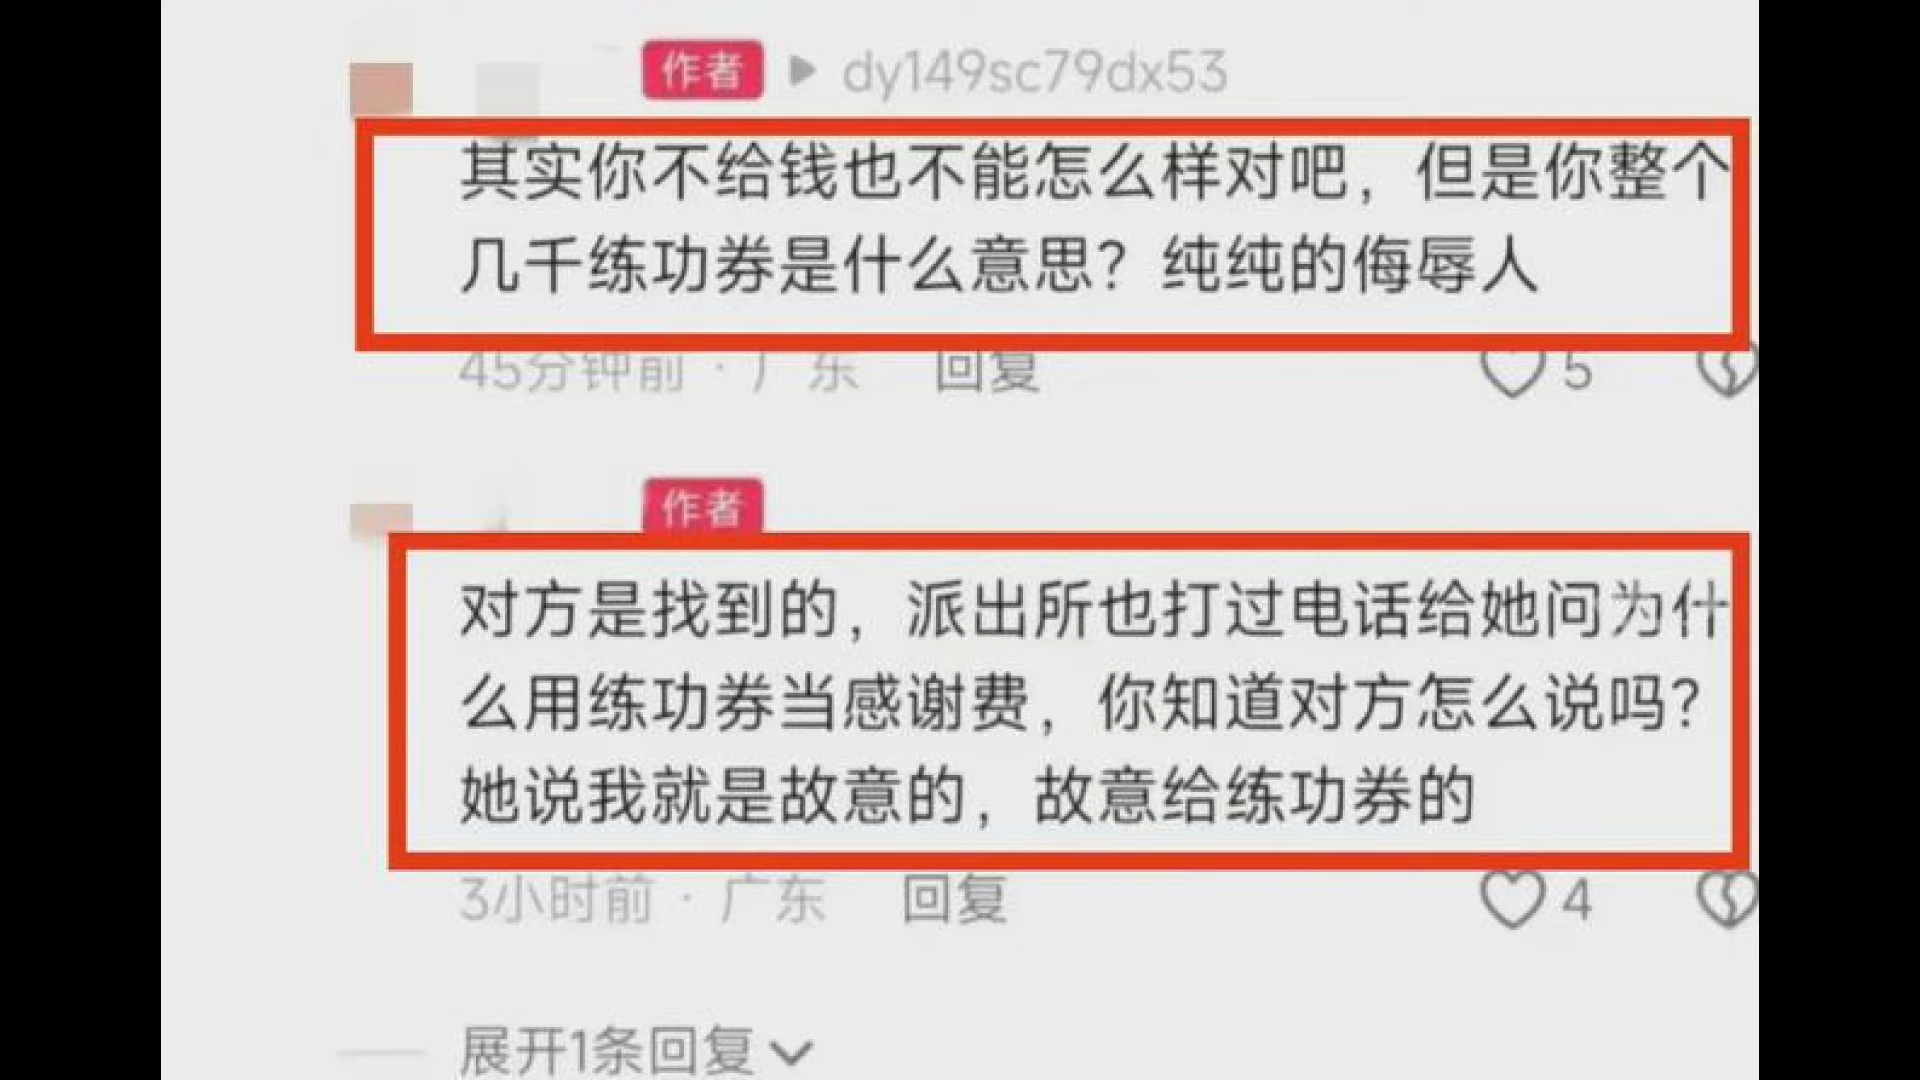 作者 ▶ dy149sc79dx53
其实你不给钱也不能怎么样对吧，但是你整个
几千练功券是什么意思？纯纯的侮辱人
45分钟前 · 广东 回复 5
作者
对方是找到的，派出所也打过电话给她问为什
么用练功券当感谢费，你知道对方怎么说吗？
她说我就是故意的，故意给练功券的
3小时前 · 广东 回复 4
展开1条回复